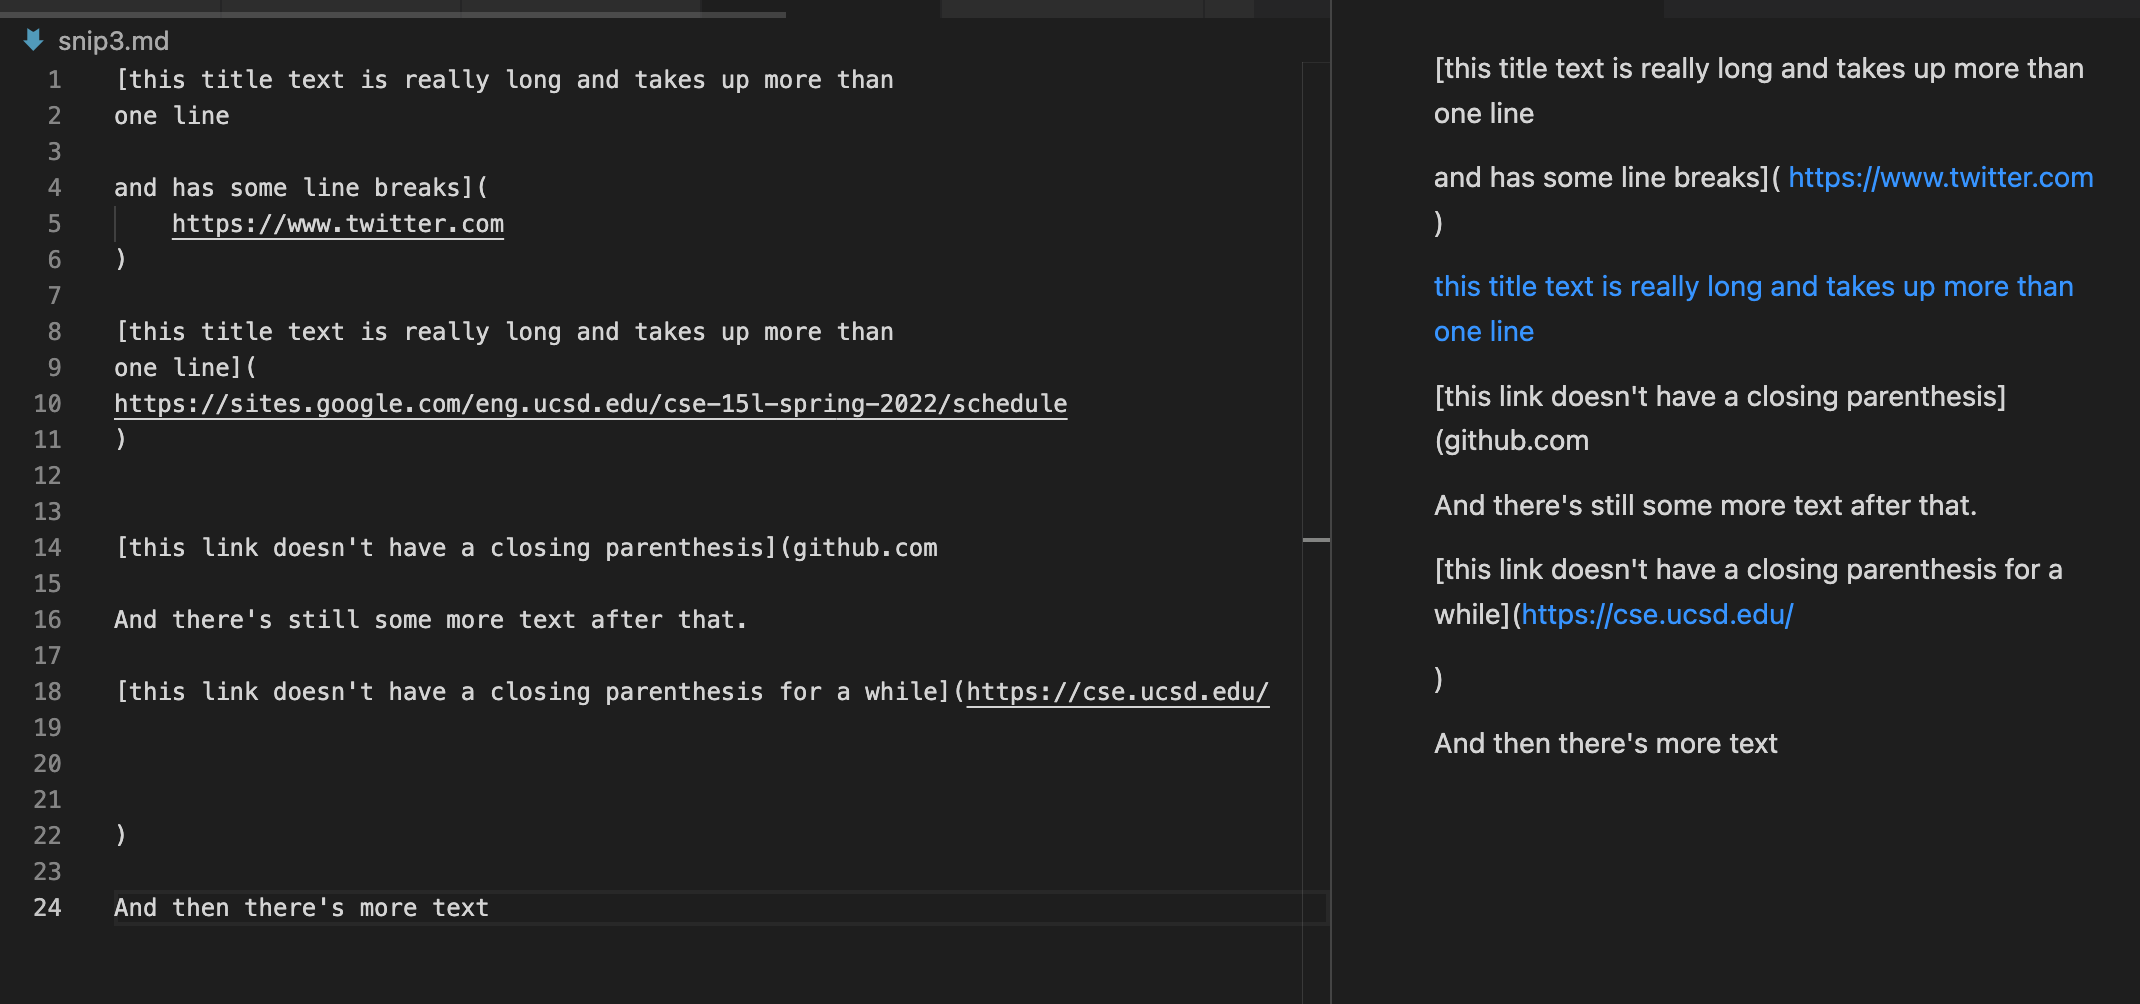 snip3.md
1 [this title text is really long and takes up more than
2 one line
3
4 and has some line breaks](
5     https://www.twitter.com
6 )
7
8 [this title text is really long and takes up more than
9 one line](
10 https://sites.google.com/eng.ucsd.edu/cse-15l-spring-2022/schedule
11 )
12
13
14 [this link doesn't have a closing parenthesis](github.com
15
16 And there's still some more text after that.
17
18 [this link doesn't have a closing parenthesis for a while](https://cse.ucsd.edu/
19
20
21
22 )
23
24 And then there's more text
[this title text is really long and takes up more than
one line
and has some line breaks]( https://www.twitter.com
)
this title text is really long and takes up more than
one line
[this link doesn't have a closing parenthesis]
(github.com
And there's still some more text after that.
[this link doesn't have a closing parenthesis for a
while](https://cse.ucsd.edu/
)
And then there's more text